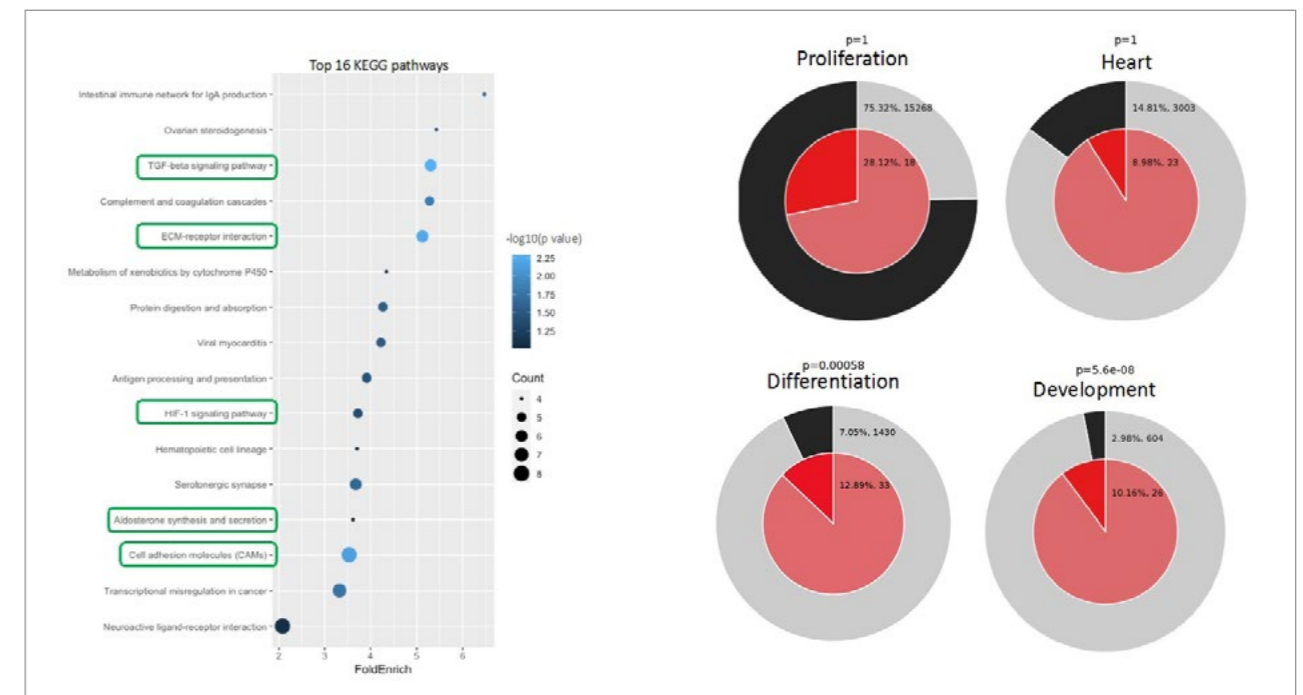 Top 16 KEGG pathways
Intestinal immune network for IgA production
Ovarian steroidogenesis
TGF-beta signaling pathway
Complement and coagulation cascades
ECM-receptor interaction
Metabolism of xenobiotics by cytochrome P450
Protein digestion and absorption
Viral myocarditis
Antigen processing and presentation
HIF-1 signaling pathway
Hematopoietic cell lineage
Serotonergic synapse
Aldosterone synthesis and secretion
Cell adhesion molecules (CAMs)
Transcriptional misregulation in cancer
Neuroactive ligand-receptor interaction
2 3 4 5 6
FoldEnrich
-log10(p value)
2.25
2.00
1.75
1.50
1.25
Count
4
5
6
7
8
p=1
Proliferation
75.32%, 15268
28.12%, 18
p=1
Heart
14.81%, 3003
8.98%, 23
p=0.00058
Differentiation
7.05%, 1430
12.89%, 33
p=5.6e-08
Development
2.98%, 604
10.16%, 26